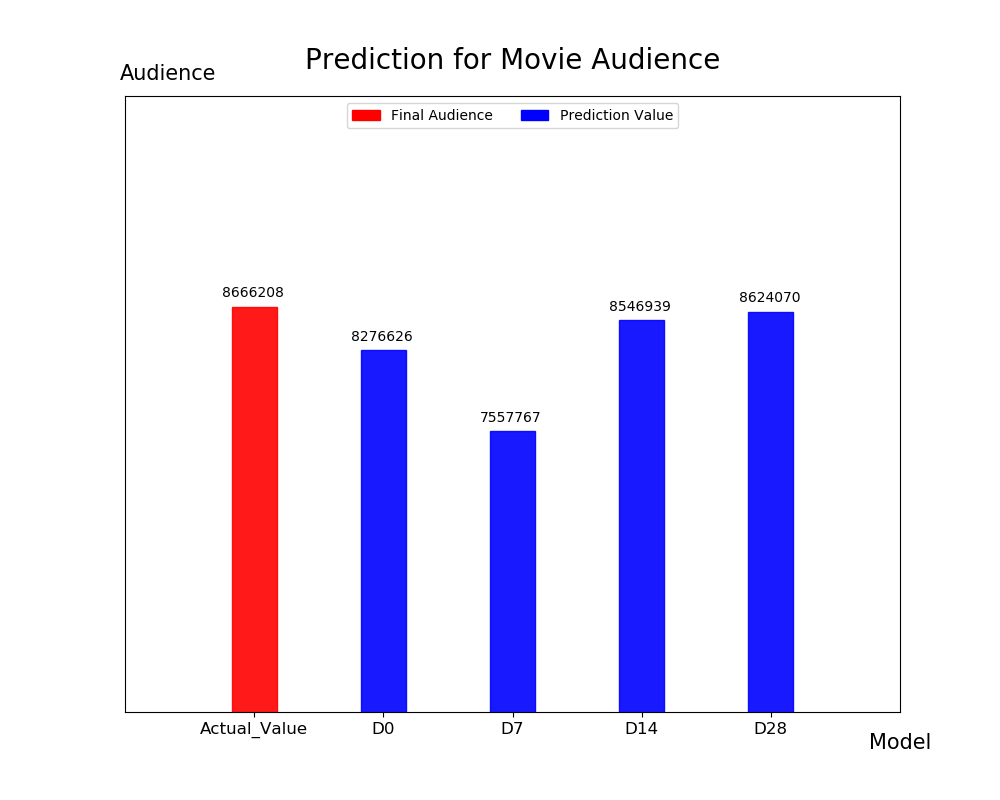 Prediction for Movie Audience
Audience
Final Audience
Prediction Value
8666208
8276626
7557767
8546939
8624070
Actual_Value
D0
D7
D14
D28
Model